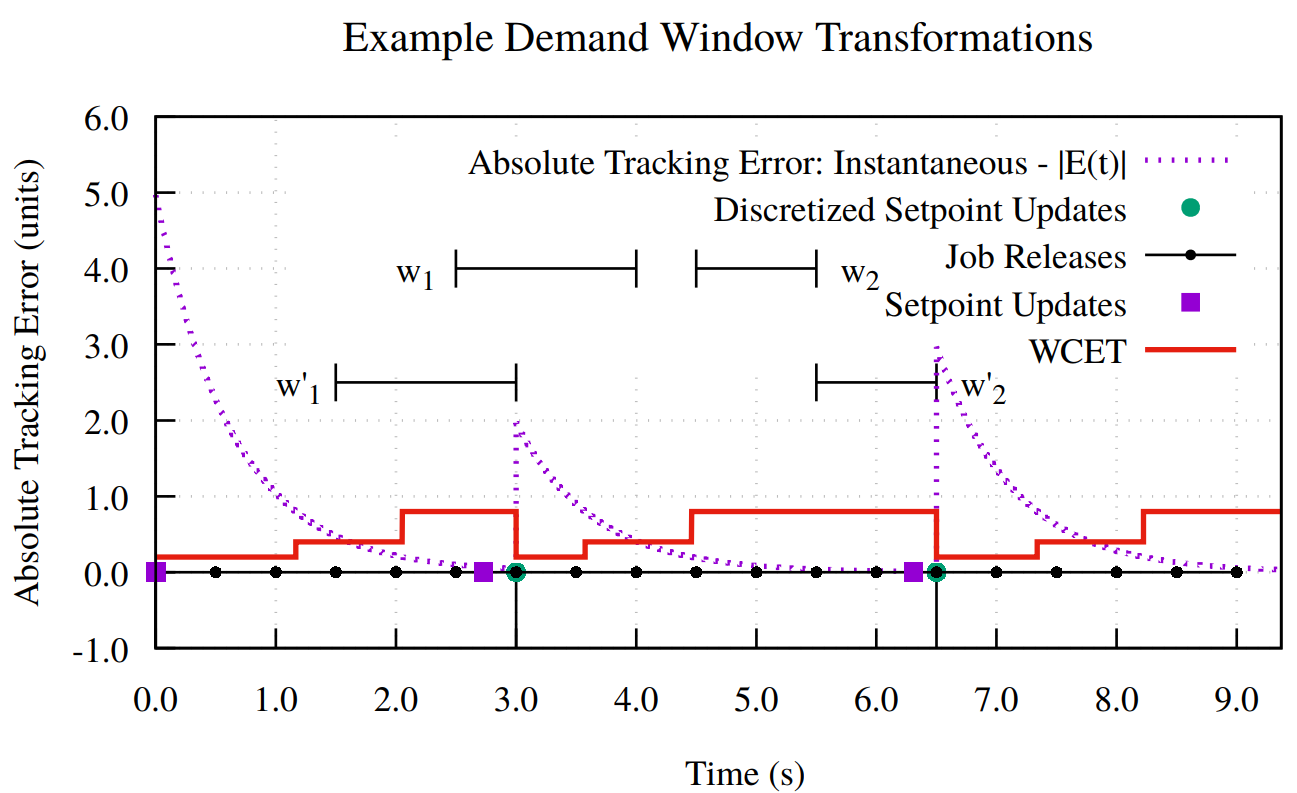 Example Demand Window Transformations
Absolute Tracking Error (units)
6.0
5.0
4.0
3.0
2.0
1.0
0.0
-1.0
Absolute Tracking Error: Instantaneous - |E(t)|
Discretized Setpoint Updates
Job Releases
Setpoint Updates
WCET
w1
w2
w'1
w'2
0.0 1.0 2.0 3.0 4.0 5.0 6.0 7.0 8.0 9.0
Time (s)